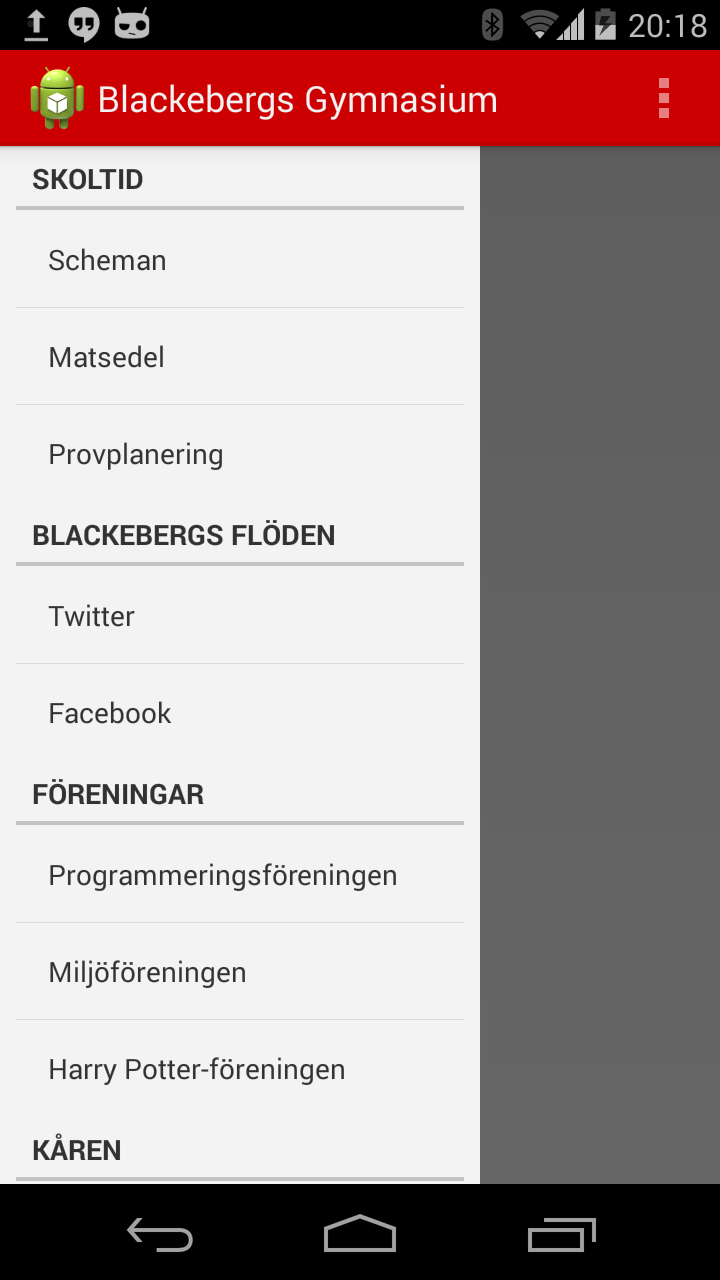 20:18
Blackebergs Gymnasium
SKOLTID
Scheman
Matsedel
Provplanering
BLACKEBERGS FLÖDEN
Twitter
Facebook
FÖRENINGAR
Programmeringsföreningen
Miljöföreningen
Harry Potter-föreningen
KÅREN